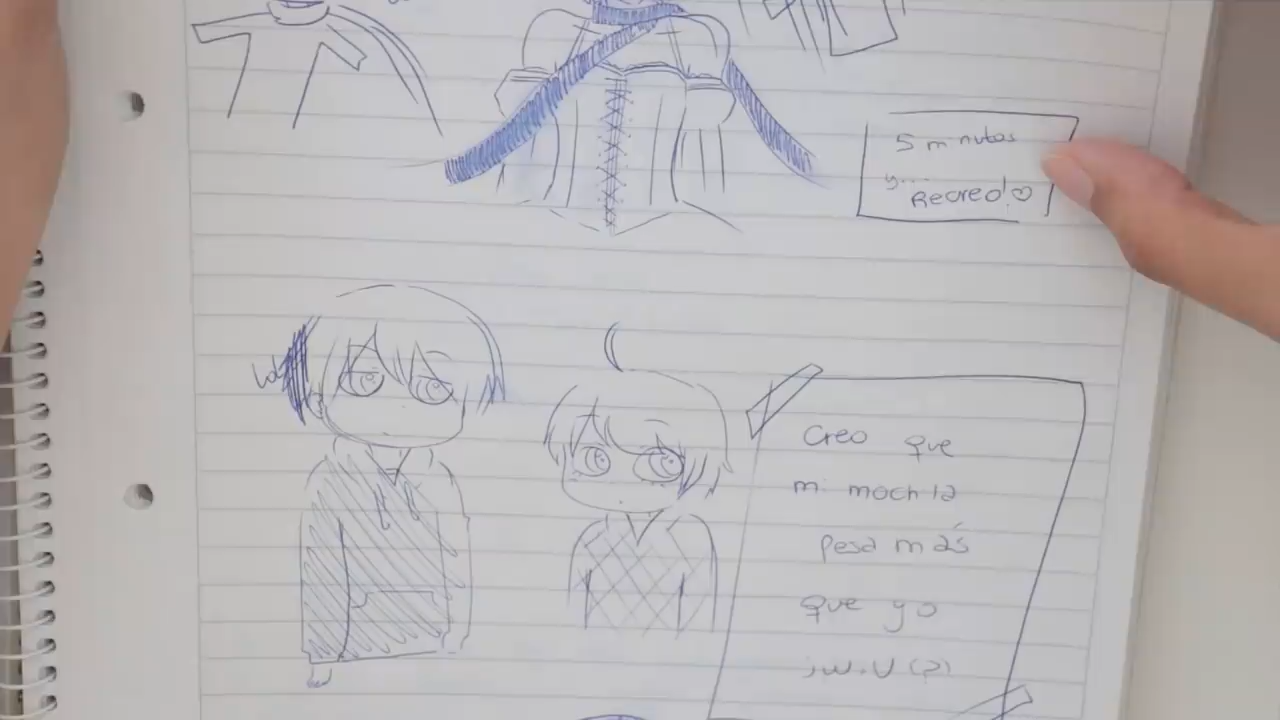 5 minutos
y....
Recreo!♡
Creo que
mi mochila
pesa más
que yo
;w.U (?)